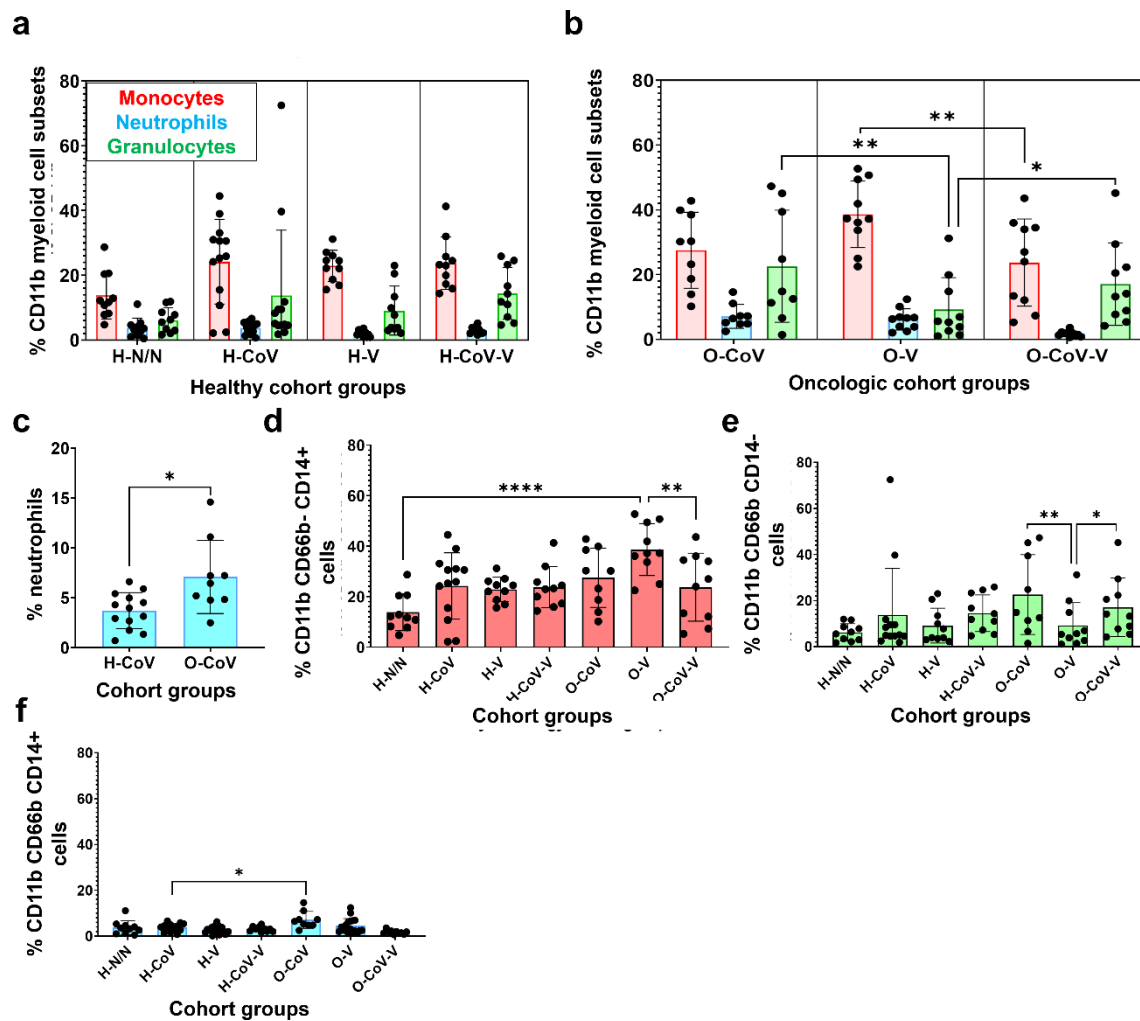 a
% CD11b myeloid cell subsets
80
60
40
20
0
Monocytes
Neutrophils
Granulocytes
H-N/N H-CoV H-V H-CoV-V
Healthy cohort groups
b
% CD11b myeloid cell subsets
80
60
40
20
0
**
**
*
O-CoV O-V O-CoV-V
Oncologic cohort groups
c
% neutrophils
20
15
10
5
0
*
H-CoV O-CoV
Cohort groups
d
% CD11b CD66b- CD14+
cells
80
60
40
20
0
**** **
H-N/N H-CoV H-V H-CoV-V O-CoV O-V O-CoV-V
Cohort groups
e
% CD11b CD66b CD14-
cells
80
60
40
20
0
** *
H-N/N H-CoV H-V H-CoV-V O-CoV O-V O-CoV-V
Cohort groups
f
% CD11b CD66b CD14+
cells
80
60
40
20
0
*
H-N/N H-CoV H-V H-CoV-V O-CoV O-V O-CoV-V
Cohort groups